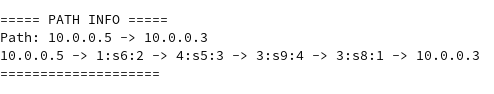 ===== PATH INFO =====
Path: 10.0.0.5 -> 10.0.0.3
10.0.0.5 -> 1:s6:2 -> 4:s5:3 -> 3:s9:4 -> 3:s8:1 -> 10.0.0.3
====================